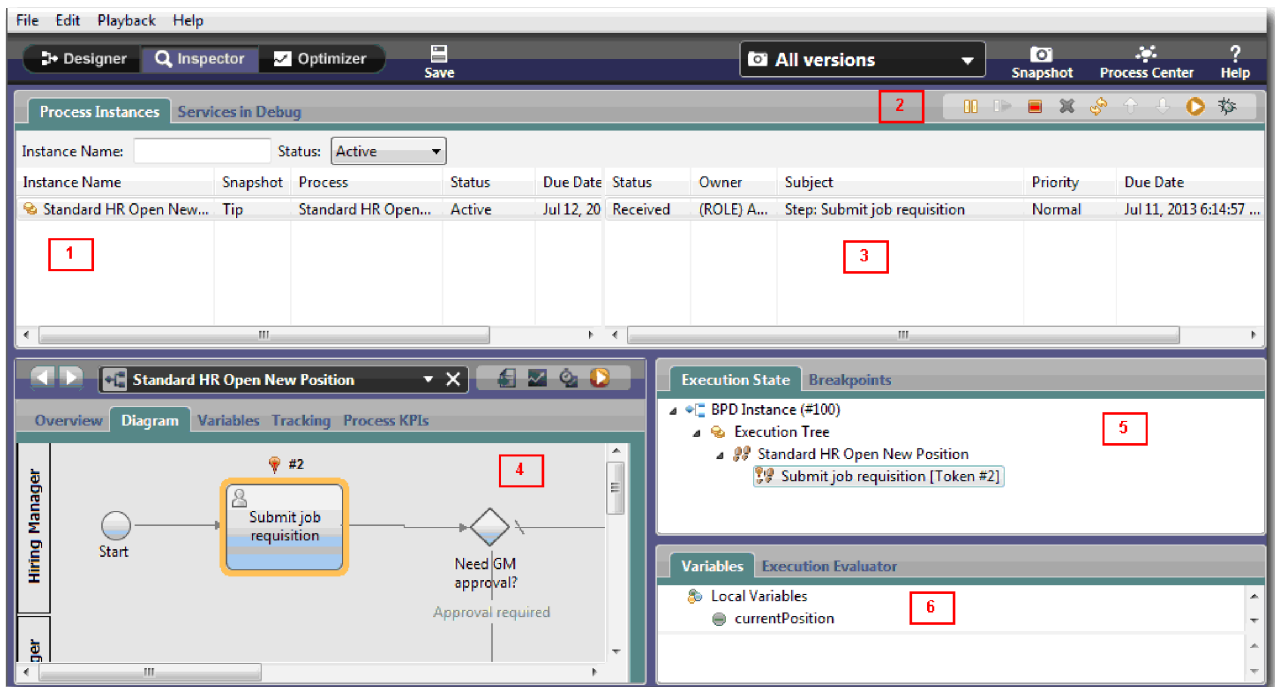 File Edit Playback Help
Designer Inspector Optimizer Save All versions Snapshot Process Center Help
Process Instances Services in Debug 2
Instance Name: Status: Active
Instance Name Snapshot Process Status Due Date Status Owner Subject Priority Due Date
Standard HR Open New... Tip Standard HR Open... Active Jul 12, 20 Received (ROLE) A... Step: Submit job requisition Normal Jul 11, 2013 6:14:57 ...
1
3
Standard HR Open New Position
Overview Diagram Variables Tracking Process KPIs
Hiring Manager
#2
4
Submit job
requisition
Start
Need GM
approval?
Approval required
ger
Execution State Breakpoints
BPD Instance (#100)
Execution Tree
Standard HR Open New Position
Submit job requisition [Token #2]
5
Variables Execution Evaluator
Local Variables
currentPosition
6